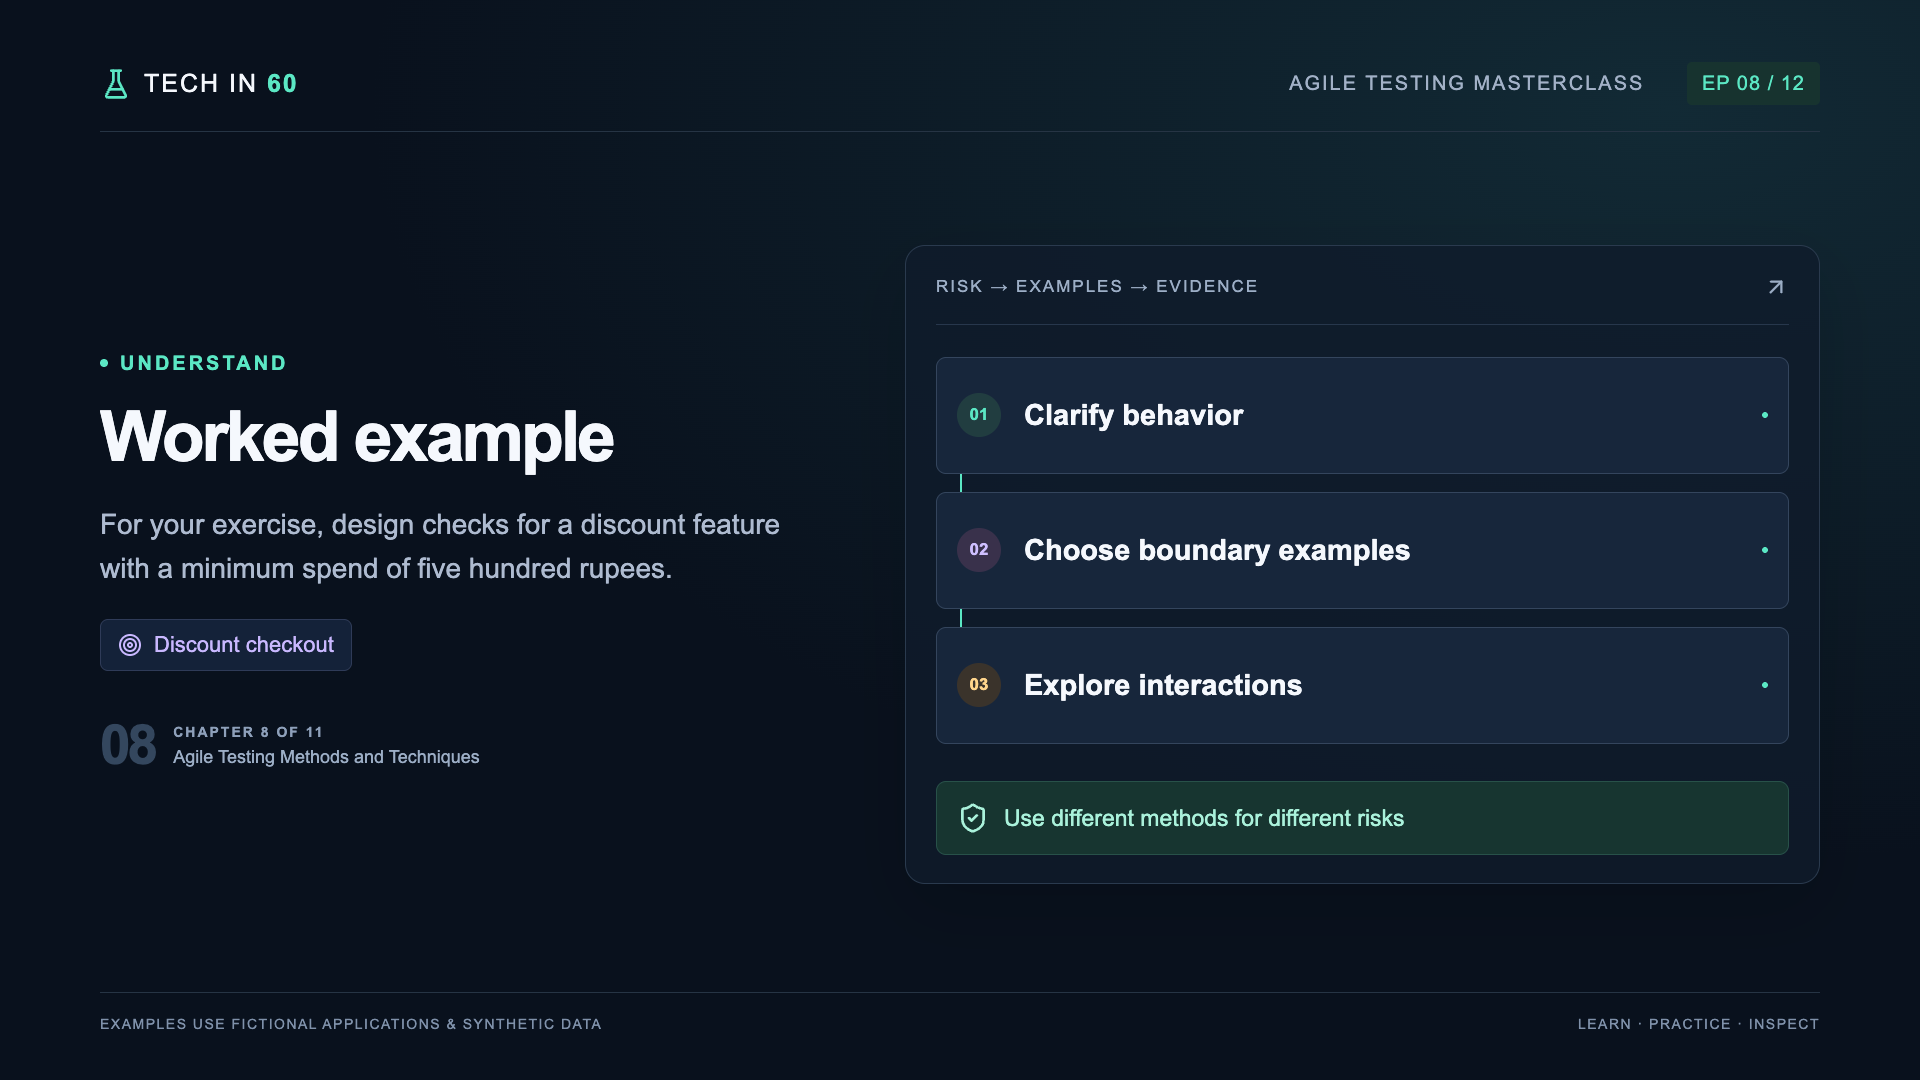 TECH IN 60
AGILE TESTING MASTERCLASS
EP 08 / 12
UNDERSTAND
Worked example
For your exercise, design checks for a discount feature
with a minimum spend of five hundred rupees.
Discount checkout
08
CHAPTER 8 OF 11
Agile Testing Methods and Techniques
RISK → EXAMPLES → EVIDENCE
01
Clarify behavior
02
Choose boundary examples
03
Explore interactions
Use different methods for different risks
EXAMPLES USE FICTIONAL APPLICATIONS & SYNTHETIC DATA
LEARN · PRACTICE · INSPECT